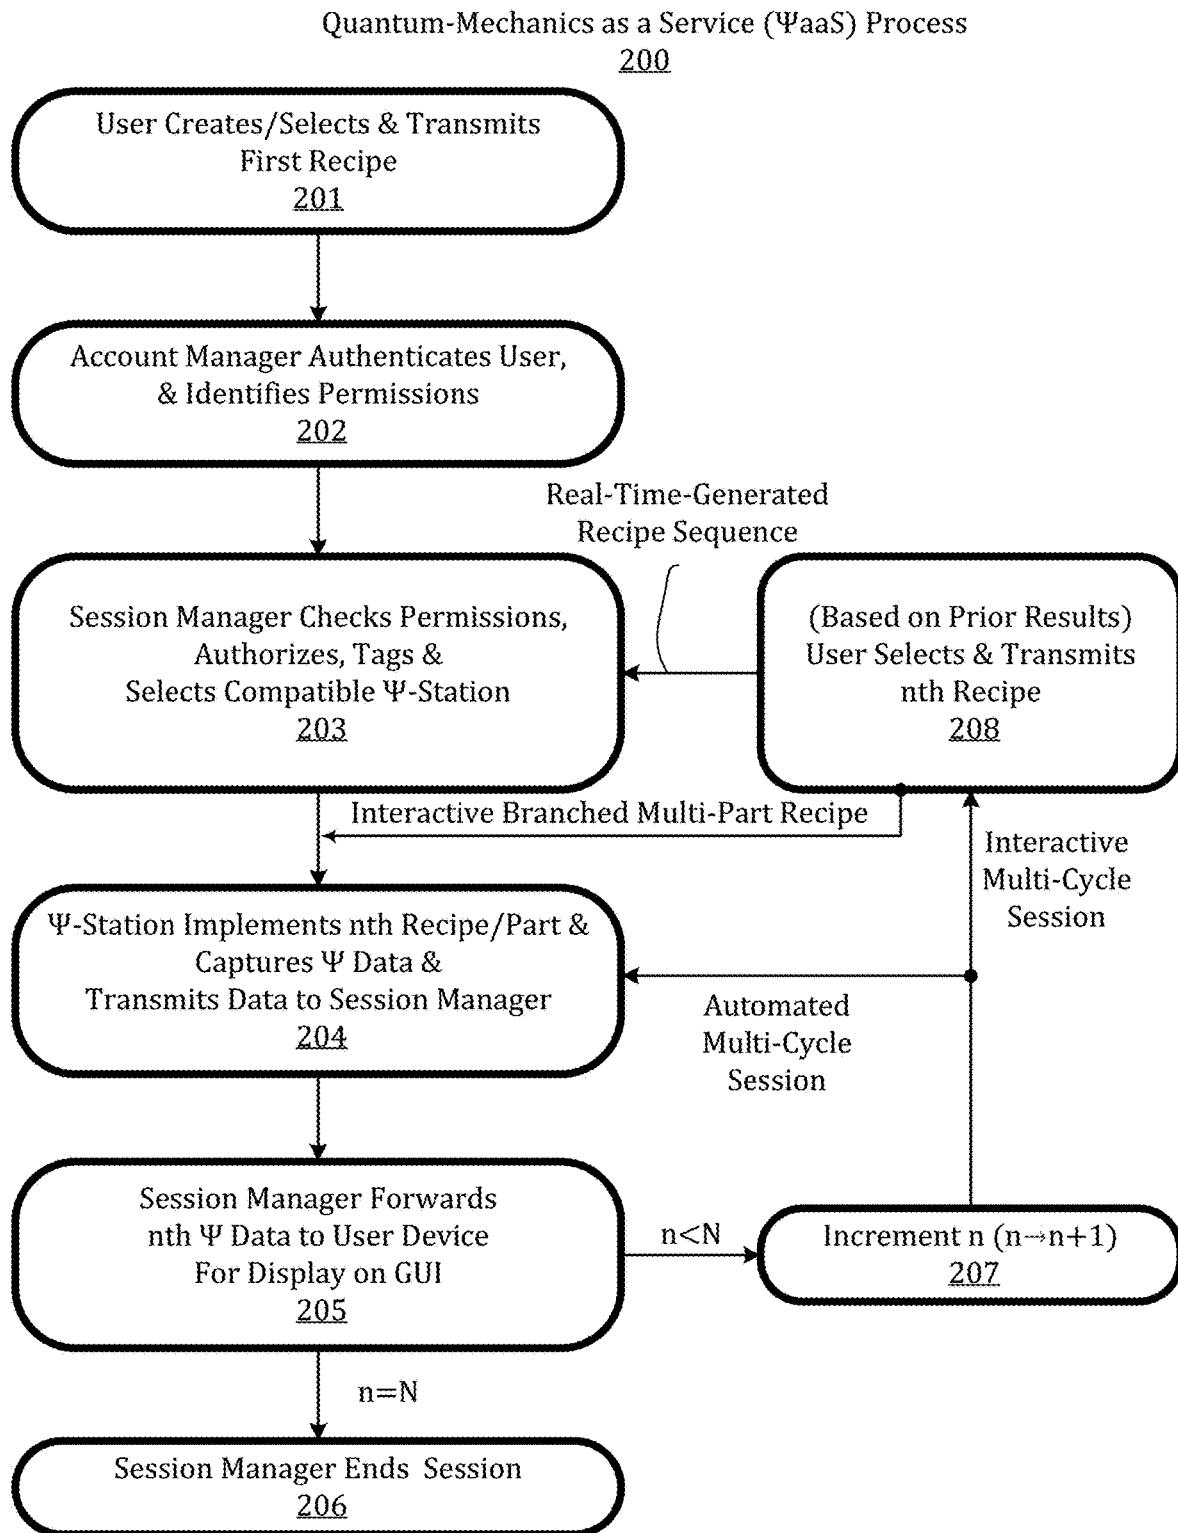 Quantum-Mechanics as a Service (ΨaaS) Process
200
User Creates/Selects & Transmits
First Recipe
201
Account Manager Authenticates User,
& Identifies Permissions
202
Real-Time-Generated
Recipe Sequence
Session Manager Checks Permissions,
Authorizes, Tags &
Selects Compatible Ψ-Station
203
(Based on Prior Results)
User Selects & Transmits
nth Recipe
208
Interactive Branched Multi-Part Recipe
Interactive
Multi-Cycle
Session
Ψ-Station Implements nth Recipe/Part &
Captures Ψ Data &
Transmits Data to Session Manager
204
Automated
Multi-Cycle
Session
Session Manager Forwards
nth Ψ Data to User Device
For Display on GUI
205
n<N
Increment n (n→n+1)
207
n=N
Session Manager Ends Session
206